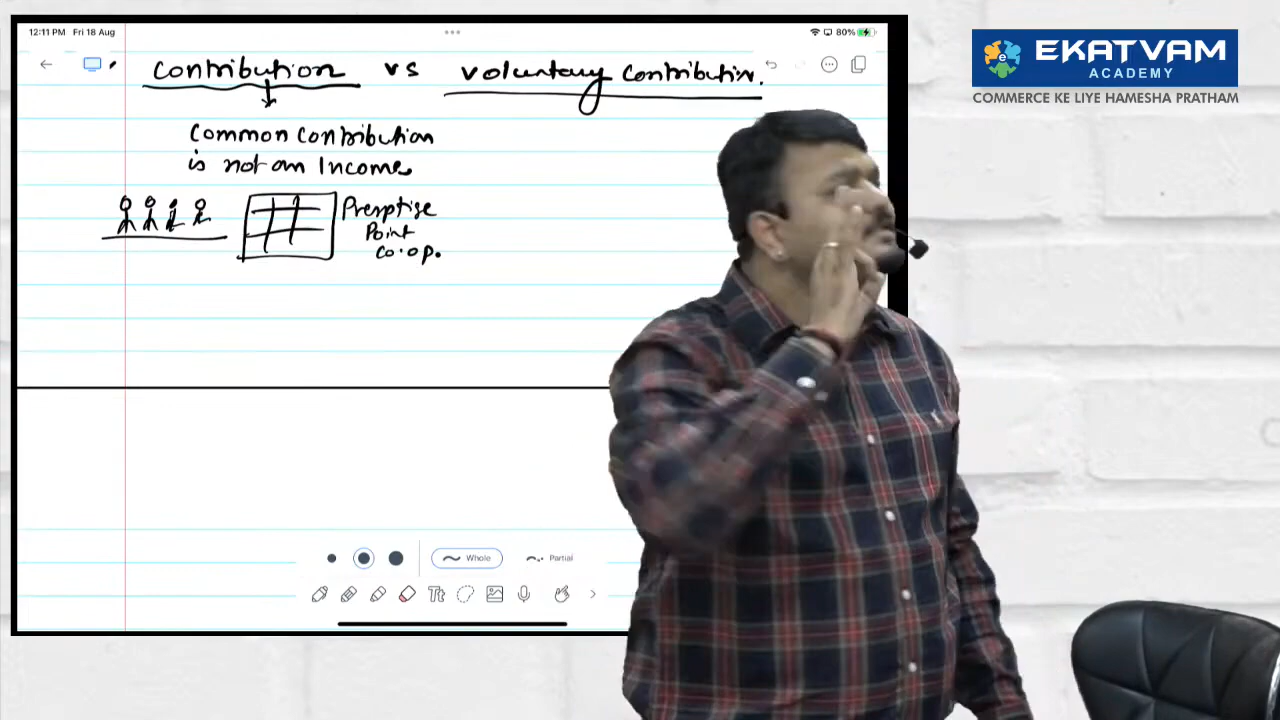 12:11 PM Fri 18 Aug
80%
Contribution vs voluntary contribution.
Common contribution
is not an Income
Point
co.op.
Whole
Partial
Tt
EKATVAM
ACADEMY
COMMERCE KE LIYE HAMESHA PRATHAM